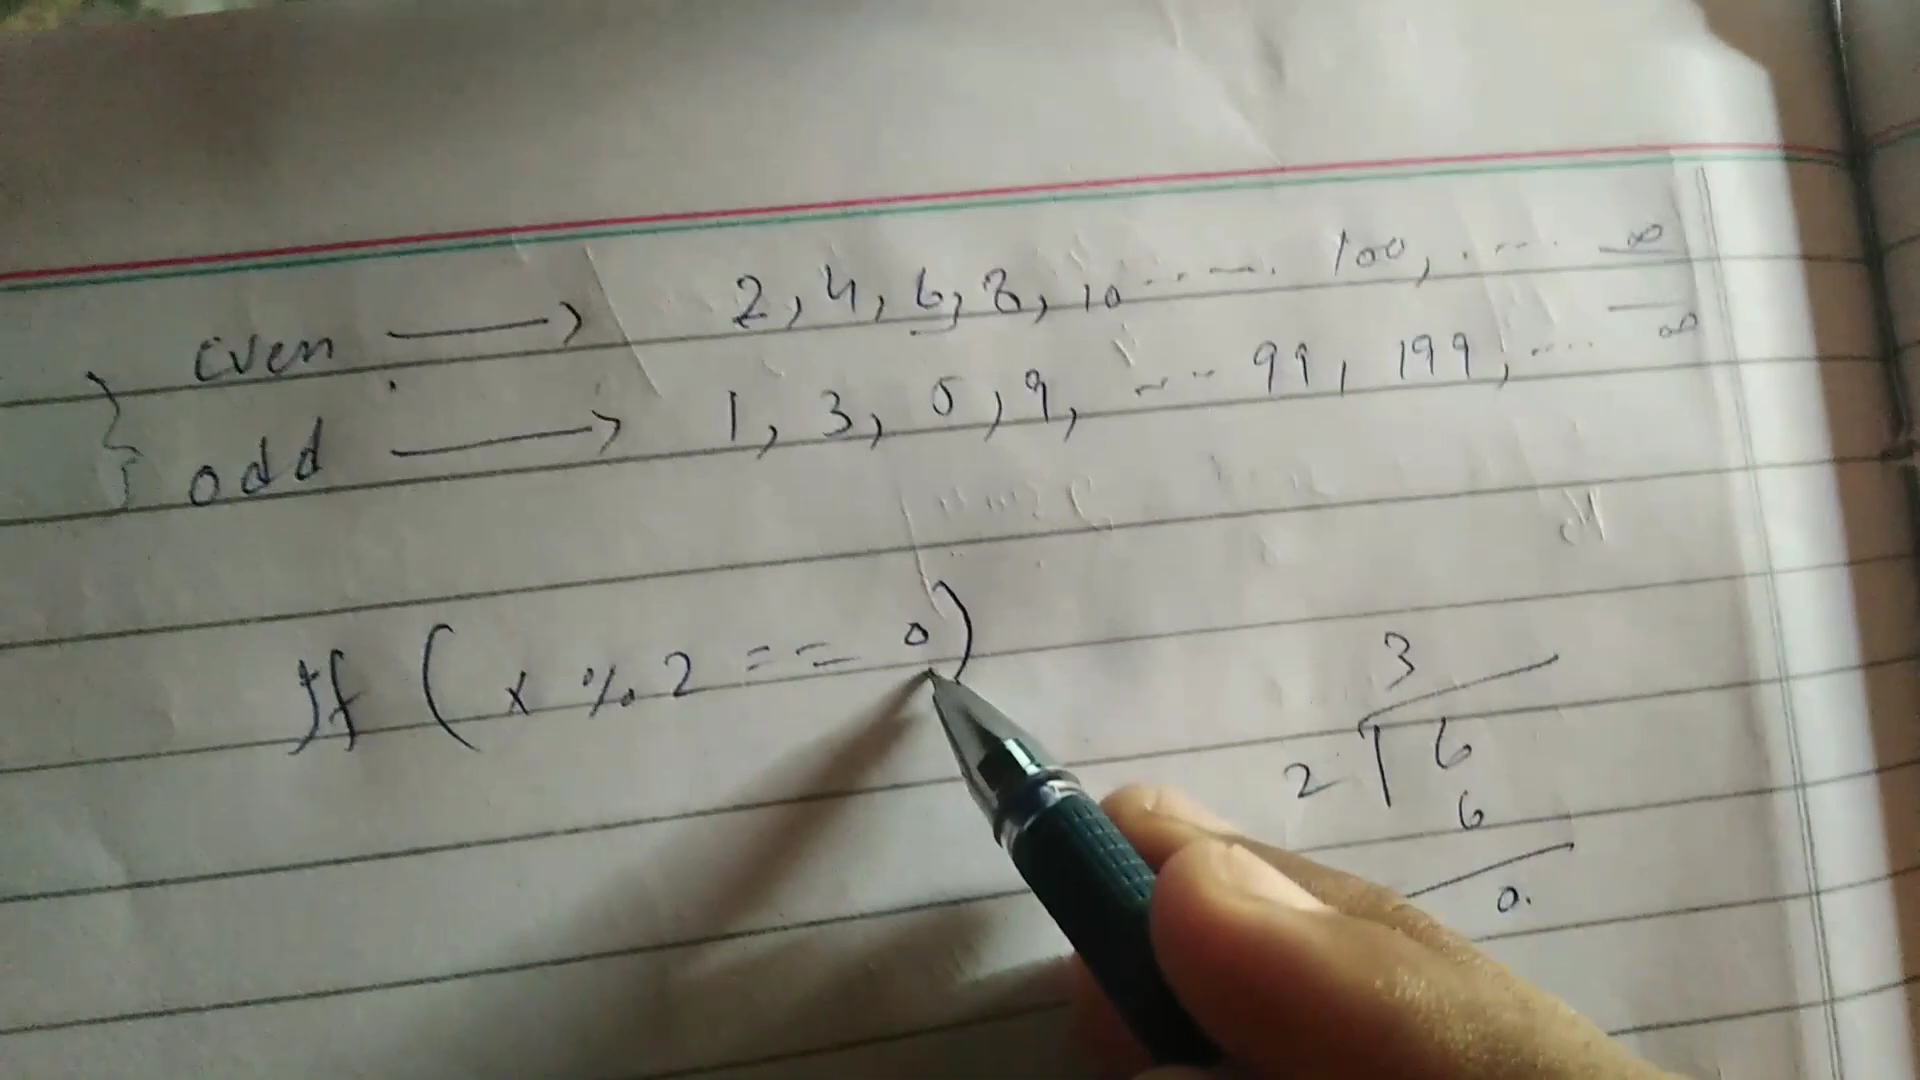 even → 2, 4, 6, 8, 10 ..... 100, .... ∞
odd → 1, 3, 5, 9, .... 99, 199, .... ∞
If ( x % 2 == 0 )
3
2 6
6
0.